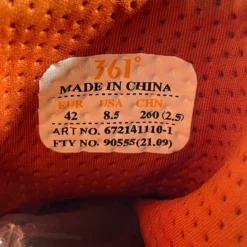 361°
MADE IN CHINA
EUR USA CHN
42 8.5 260(2.5)
ART NO. 672141110-1
FTY NO. 90555(21.09)